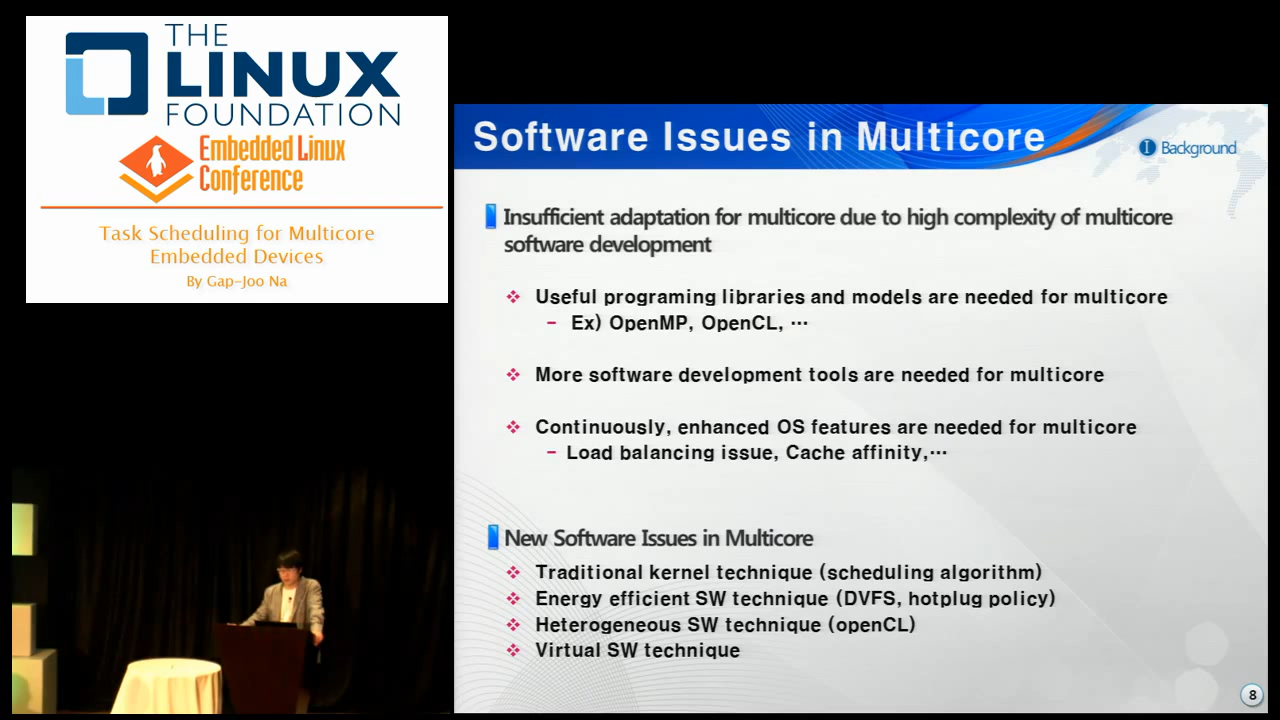 THE
LINUX
FOUNDATION
Embedded Linux
Conference
Task Scheduling for Multicore
Embedded Devices
By Gap-Joo Na
Software Issues in Multicore
I Background
Insufficient adaptation for multicore due to high complexity of multicore
software development
❖ Useful programing libraries and models are needed for multicore
- Ex) OpenMP, OpenCL, ⋯
❖ More software development tools are needed for multicore
❖ Continuously, enhanced OS features are needed for multicore
- Load balancing issue, Cache affinity,⋯
New Software Issues in Multicore
❖ Traditional kernel technique (scheduling algorithm)
❖ Energy efficient SW technique (DVFS, hotplug policy)
❖ Heterogeneous SW technique (openCL)
❖ Virtual SW technique
8